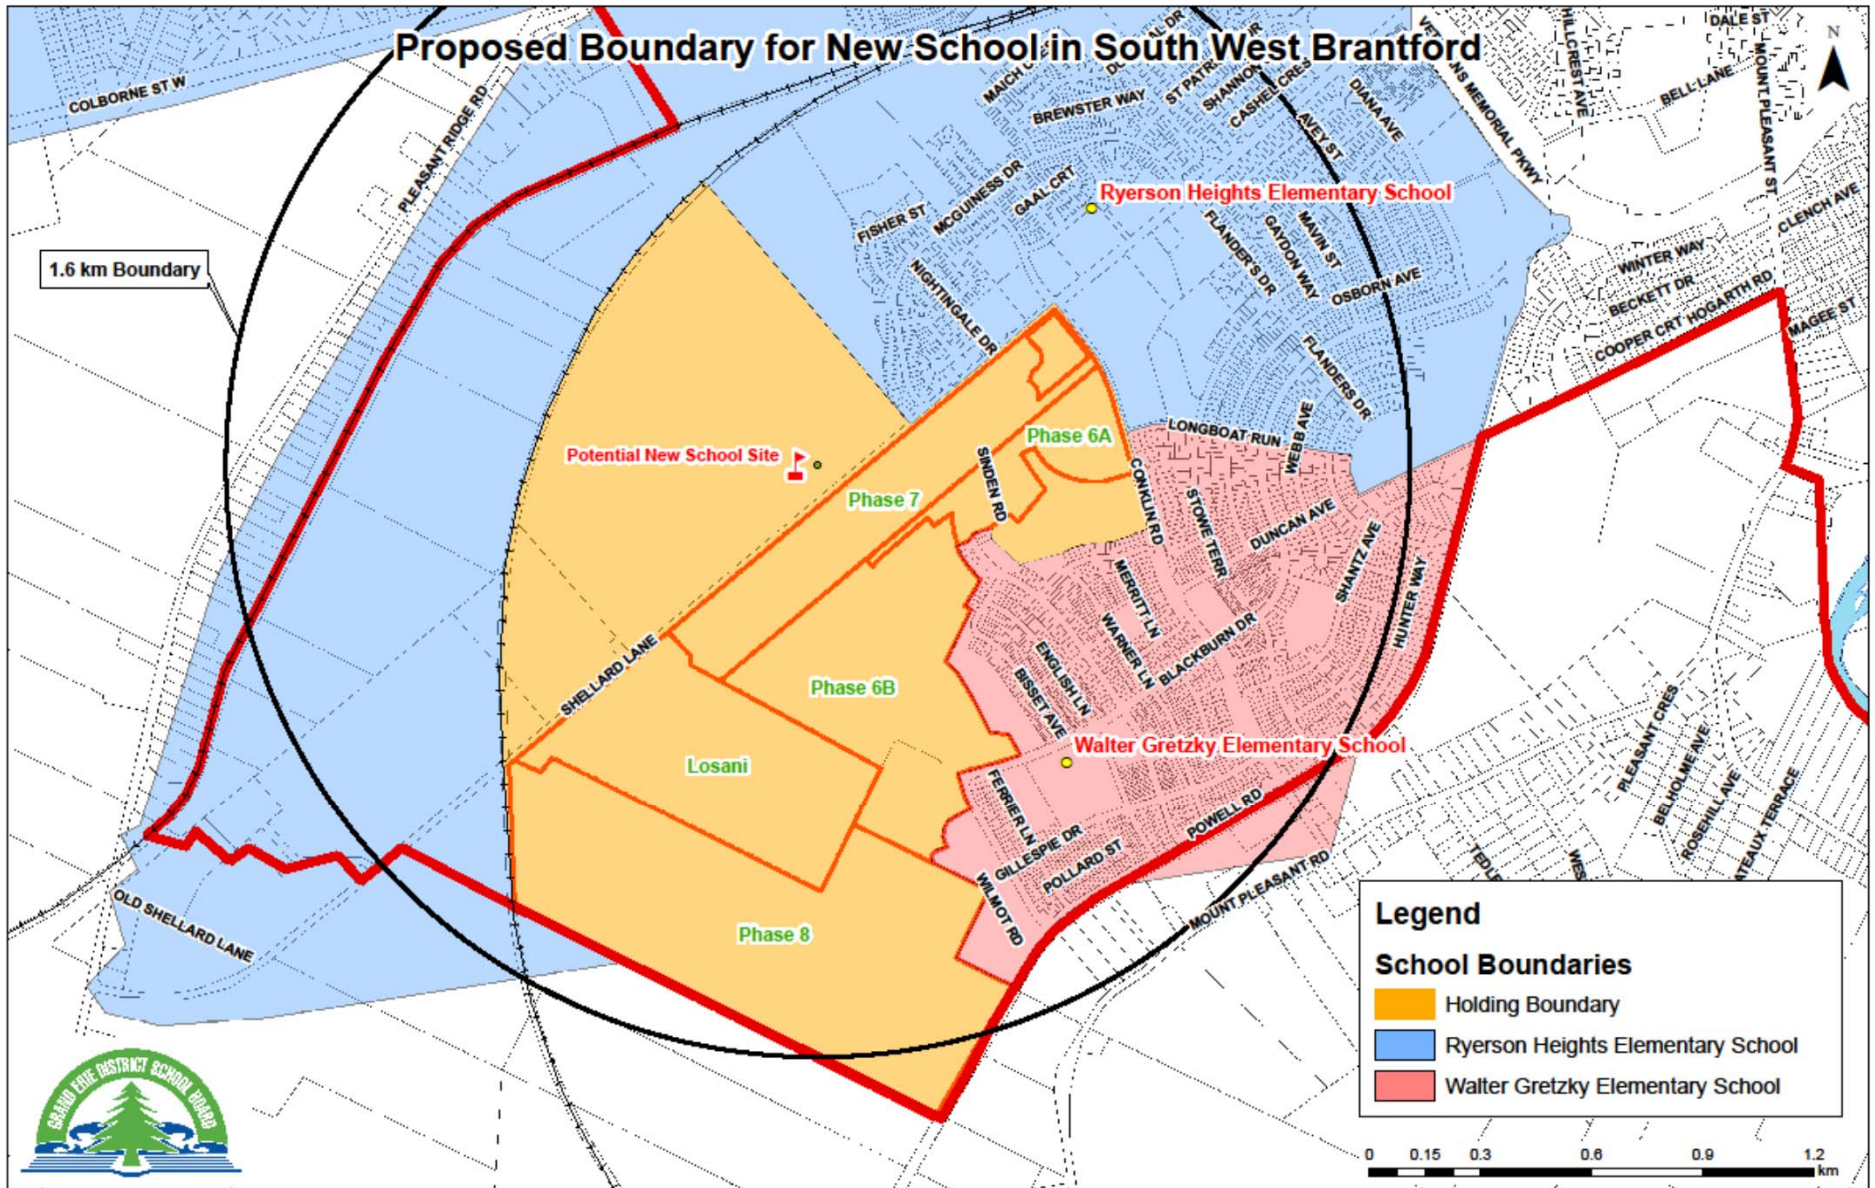 Proposed Boundary for New School in South West Brantford
N
COLBORNE ST W
PLEASANT RIDGE RD
1.6 km Boundary
BREWSTER WAY
DIANA AVE
AVEY ST
HILLCREST AVE
DALE ST
BELL LANE
MOUNT PLEASANT ST
CLENCH AVE
Ryerson Heights Elementary School
FISHER ST
MCGUINESS DR
GAAL CRT
NIGHTINGALE DR
FLANDER'S DR
GAYDON WAY
MAVIN ST
OSBORN AVE
FLANDERS DR
WINTER WAY
BECKETT DR
COOPER CRT
HOGARTH RD
MAGEE ST
Potential New School Site
Phase 6A
Phase 7
SINDEN RD
CONKLIN RD
LONGBOAT RUN
WEBB AVE
STOWE TERR
DUNCAN AVE
SHANTZ AVE
MERRITT LN
WARNER LN
BLACKBURN DR
HUNTER WAY
ENGLISH LN
BISSET AVE
SHELLARD LANE
Phase 6B
Losani
Walter Gretzky Elementary School
FERRIER LN
GILLESPIE DR
POLLARD ST
POWELL RD
WILMOT RD
MOUNT PLEASANT RD
PLEASANT CRES
BELHOLME AVE
ROSEHILL AVE
Phase 8
OLD SHELLARD LANE
Legend
School Boundaries
Holding Boundary
Ryerson Heights Elementary School
Walter Gretzky Elementary School
GRAND ERIE DISTRICT SCHOOL BOARD
0 0.15 0.3 0.6 0.9 1.2
km